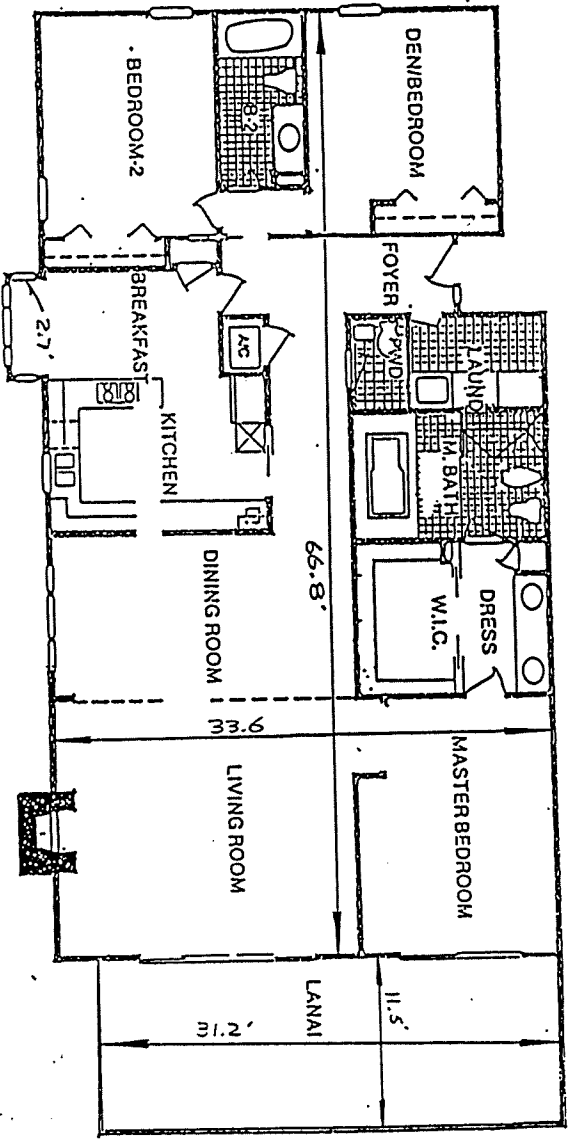 DEN/BEDROOM
BEDROOM-2
B-2
FOYER
BREAKFAST
2.7'
A/C
PWD
LAUND
KITCHEN
M. BATH
66.8'
DINING ROOM
W.I.C.
DRESS
33.6
LIVING ROOM
MASTER BEDROOM
LANAI
11.5'
31.2'